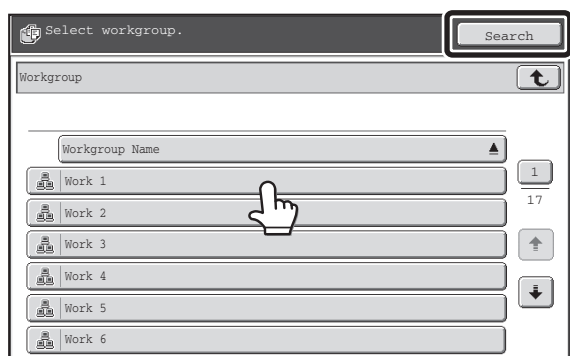 Select workgroup.
Search
Workgroup
Workgroup Name
Work 1
Work 2
Work 3
Work 4
Work 5
Work 6
1
17